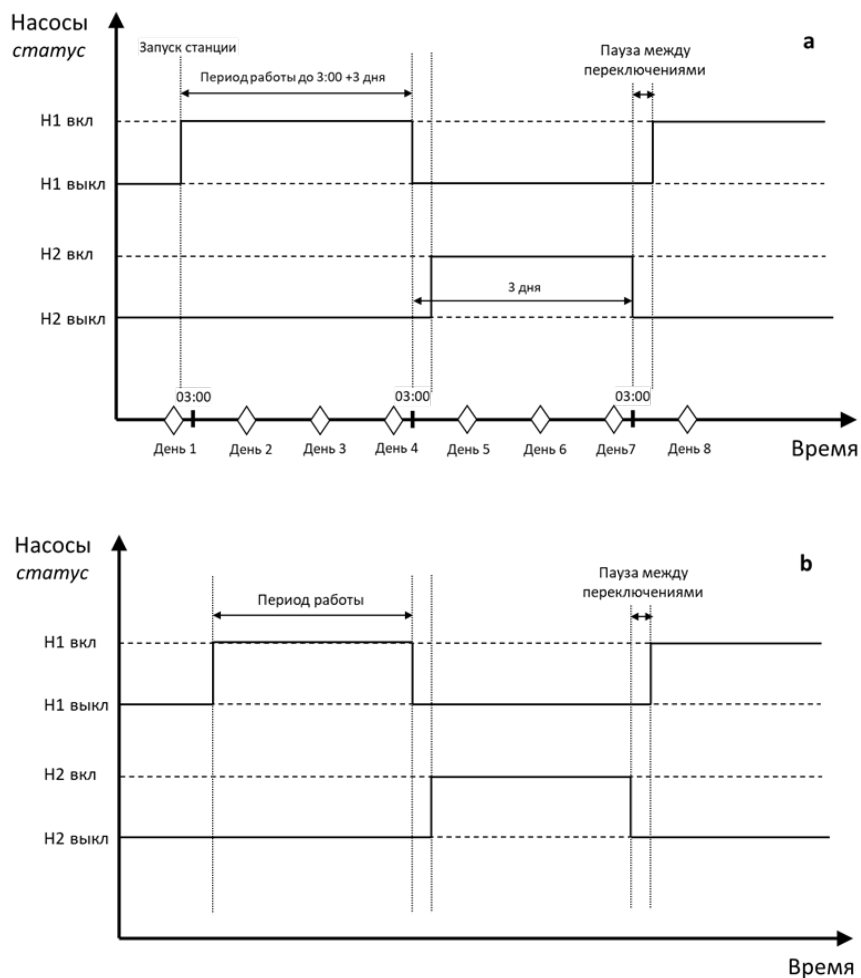 Насосы
статус
а
Запуск станции
Период работы до 3:00 +3 дня
Пауза между
переключениями
Н1 вкл
Н1 выкл
Н2 вкл
3 дня
Н2 выкл
03:00
03:00
03:00
День 1
День 2
День 3
День 4
День 5
День 6
День7
День 8
Время
Насосы
статус
b
Период работы
Пауза между
переключениями
Н1 вкл
Н1 выкл
Н2 вкл
Н2 выкл
Время